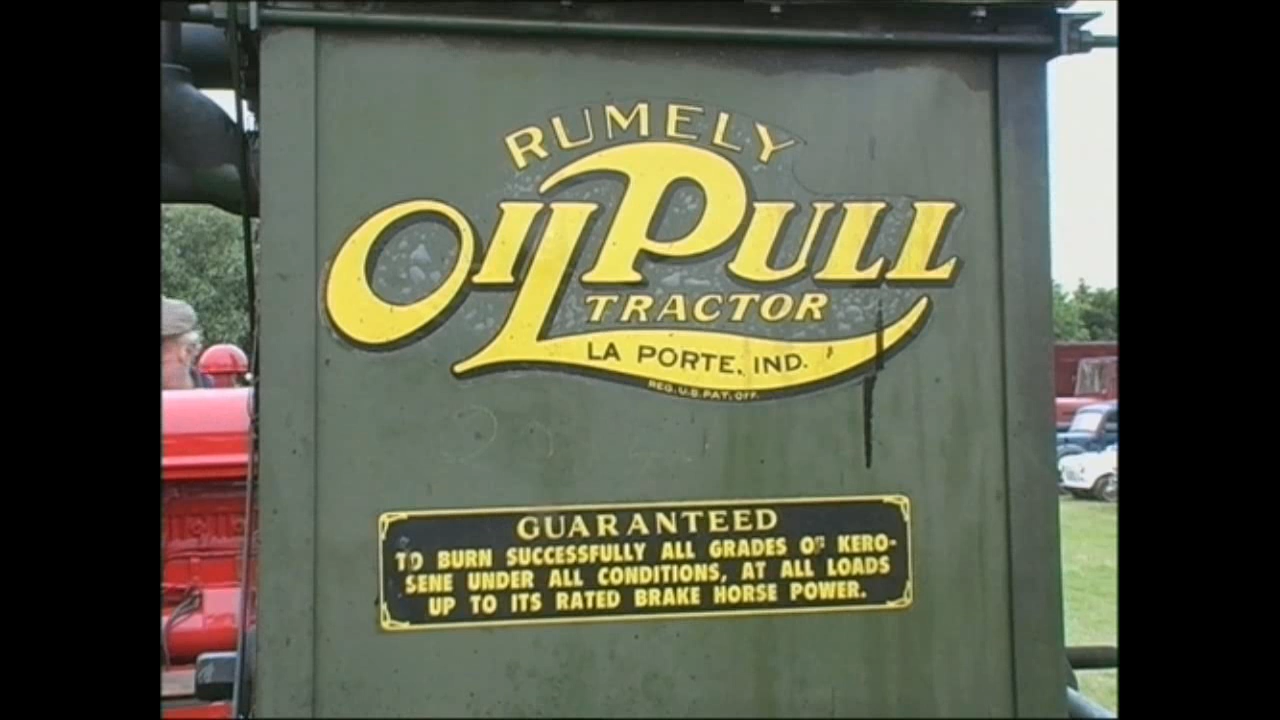 RUMELY
OILPULL
TRACTOR
LA PORTE, IND.
REG. U.S. PAT. OFF.
GUARANTEED
TO BURN SUCCESSFULLY ALL GRADES OF KERO-
SENE UNDER ALL CONDITIONS, AT ALL LOADS
UP TO ITS RATED BRAKE HORSE POWER.